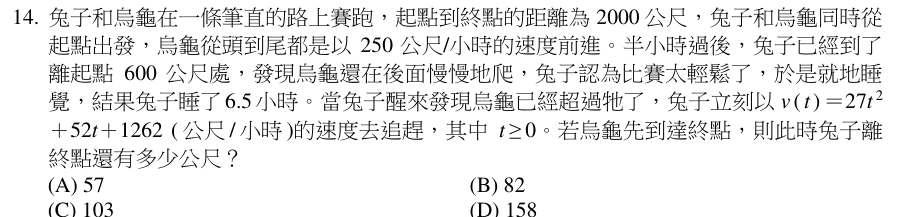 14. 兔子和烏龜在一條筆直的路上賽跑，起點到終點的距離為 2000 公尺，兔子和烏龜同時從
起點出發，烏龜從頭到尾都是以 250 公尺/小時的速度前進。半小時過後，兔子已經到了
離起點 600 公尺處，發現烏龜還在後面慢慢地爬，兔子認為比賽太輕鬆了，於是就地睡
覺，結果兔子睡了 6.5 小時。當兔子醒來發現烏龜已經超過牠了，兔子立刻以 v(t)=27t²
+52t+1262 (公尺/小時)的速度去追趕，其中 t≥0。若烏龜先到達終點，則此時兔子離
終點還有多少公尺？
(A) 57 (B) 82
(C) 103 (D) 158